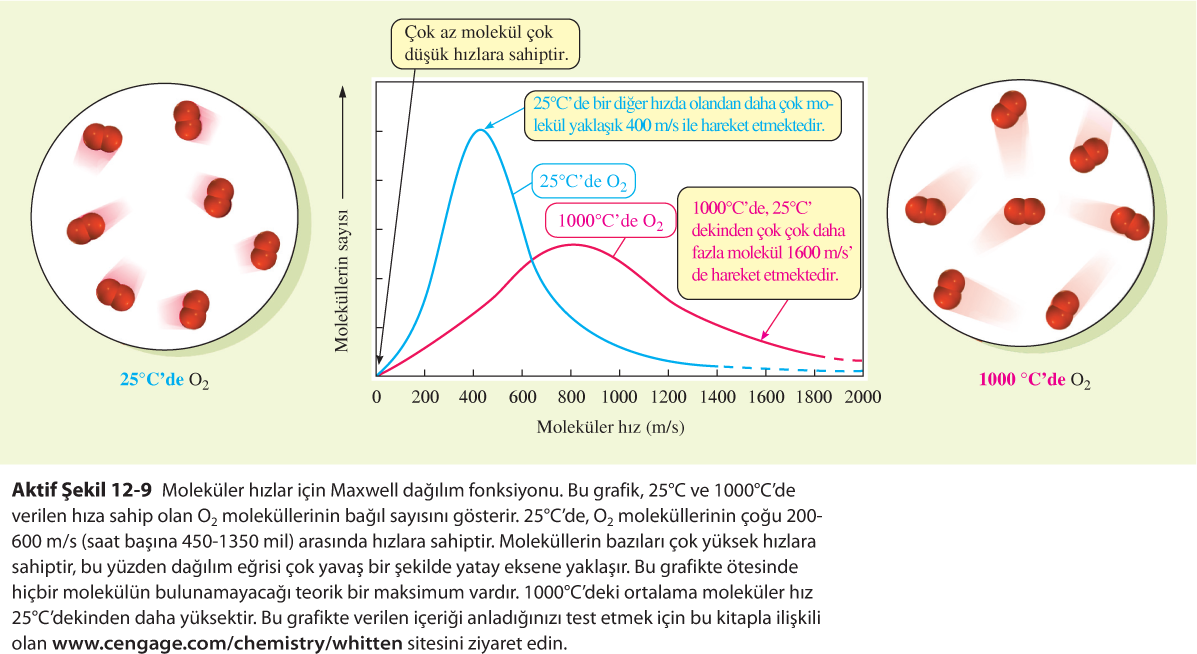 Çok az molekül çok
düşük hızlara sahiptir.
25°C'de bir diğer hızda olandan daha çok mo-
lekül yaklaşık 400 m/s ile hareket etmektedir.
25°C'de O₂
1000°C'de O₂
1000°C'de, 25°C'
dekinden çok çok daha
fazla molekül 1600 m/s'
de hareket etmektedir.
Moleküllerin sayısı
0 200 400 600 800 1000 1200 1400 1600 1800 2000
Moleküler hız (m/s)
25°C'de O₂
1000 °C'de O₂
Aktif Şekil 12-9 Moleküler hızlar için Maxwell dağılım fonksiyonu. Bu grafik, 25°C ve 1000°C'de
verilen hıza sahip olan O₂ moleküllerinin bağıl sayısını gösterir. 25°C'de, O₂ moleküllerinin çoğu 200-
600 m/s (saat başına 450-1350 mil) arasında hızlara sahiptir. Moleküllerin bazıları çok yüksek hızlara
sahiptir, bu yüzden dağılım eğrisi çok yavaş bir şekilde yatay eksene yaklaşır. Bu grafikte ötesinde
hiçbir molekülün bulunamayacağı teorik bir maksimum vardır. 1000°C'deki ortalama moleküler hız
25°C'dekinden daha yüksektir. Bu grafikte verilen içeriği anladığınızı test etmek için bu kitapla ilişkili
olan www.cengage.com/chemistry/whitten sitesini ziyaret edin.